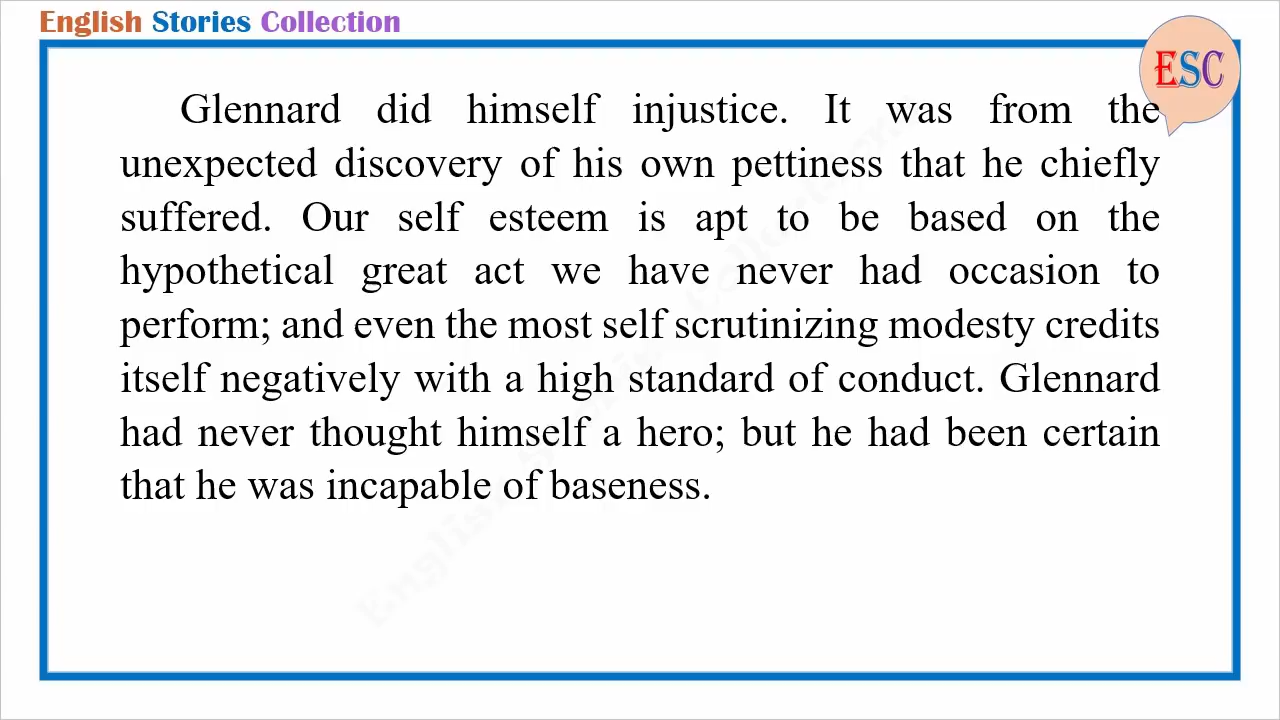 English Stories Collection
ESC
Glennard did himself injustice. It was from the
unexpected discovery of his own pettiness that he chiefly
suffered. Our self esteem is apt to be based on the
hypothetical great act we have never had occasion to
perform; and even the most self scrutinizing modesty credits
itself negatively with a high standard of conduct. Glennard
had never thought himself a hero; but he had been certain
that he was incapable of baseness.